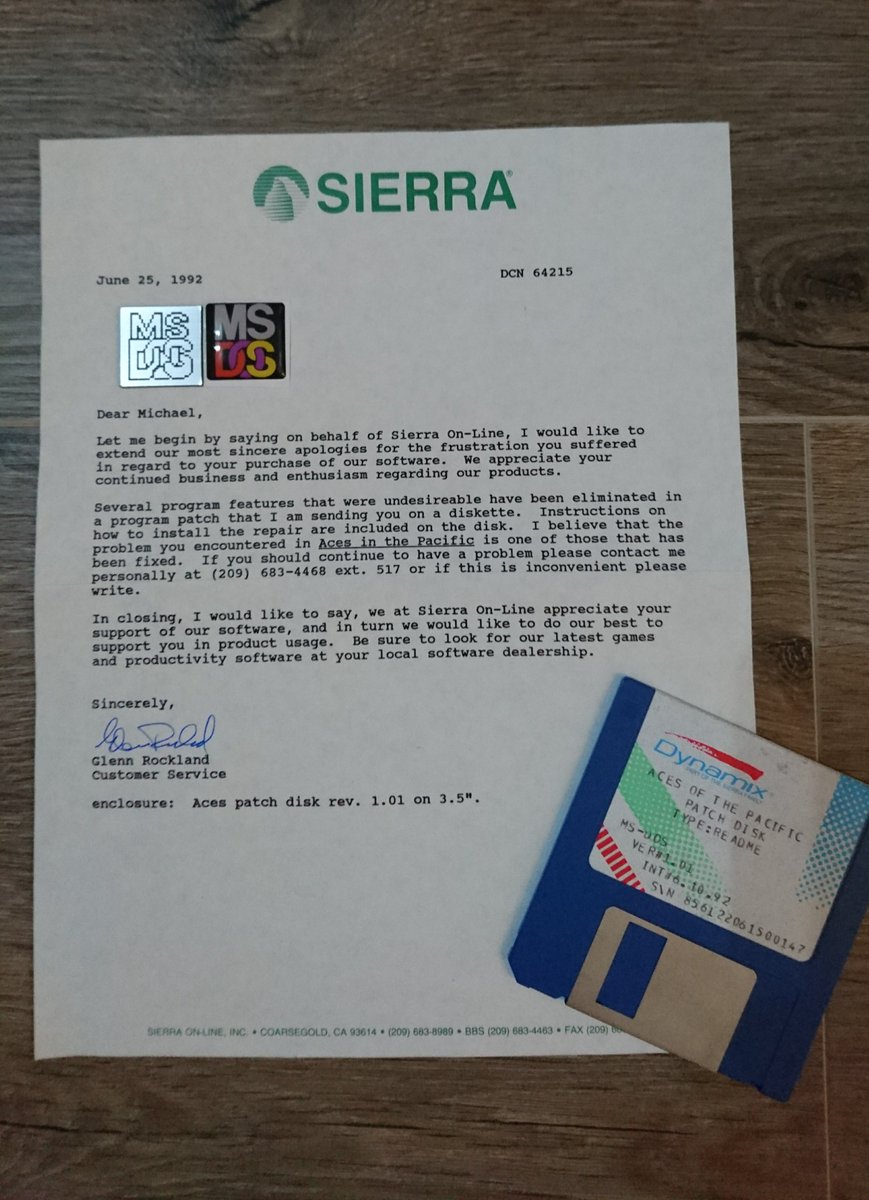 SIERRA®
June 25, 1992
DCN 64215
MS
DOS
MS
DOS
Dear Michael,
Let me begin by saying on behalf of Sierra On-Line, I would like to
extend our most sincere apologies for the frustration you suffered
in regard to your purchase of our software. We appreciate your
continued business and enthusiasm regarding our products.
Several program features that were undesireable have been eliminated in
a program patch that I am sending you on a diskette. Instructions on
how to install the repair are included on the disk. I believe that the
problem you encountered in Aces in the Pacific is one of those that has
been fixed. If you should continue to have a problem please contact me
personally at (209) 683-4468 ext. 517 or if this is inconvenient please
write.
In closing, I would like to say, we at Sierra On-Line appreciate your
support of our software, and in turn we would like to do our best to
support you in product usage. Be sure to look for our latest games
and productivity software at your local software dealership.
Sincerely,
Glenn Rockland
Customer Service
enclosure: Aces patch disk rev. 1.01 on 3.5".
Dynamix
PART OF THE SIERRA FAMILY
ACES OF THE PACIFIC
PATCH DISK
TYPE:README
MS-DOS
VER#1.01
INT#6.10.92
S\N 856122061500147
SIERRA ON-LINE, INC. • COARSEGOLD, CA 93614 • (209) 683-8989 • BBS (209) 683-4463 • FAX (209)